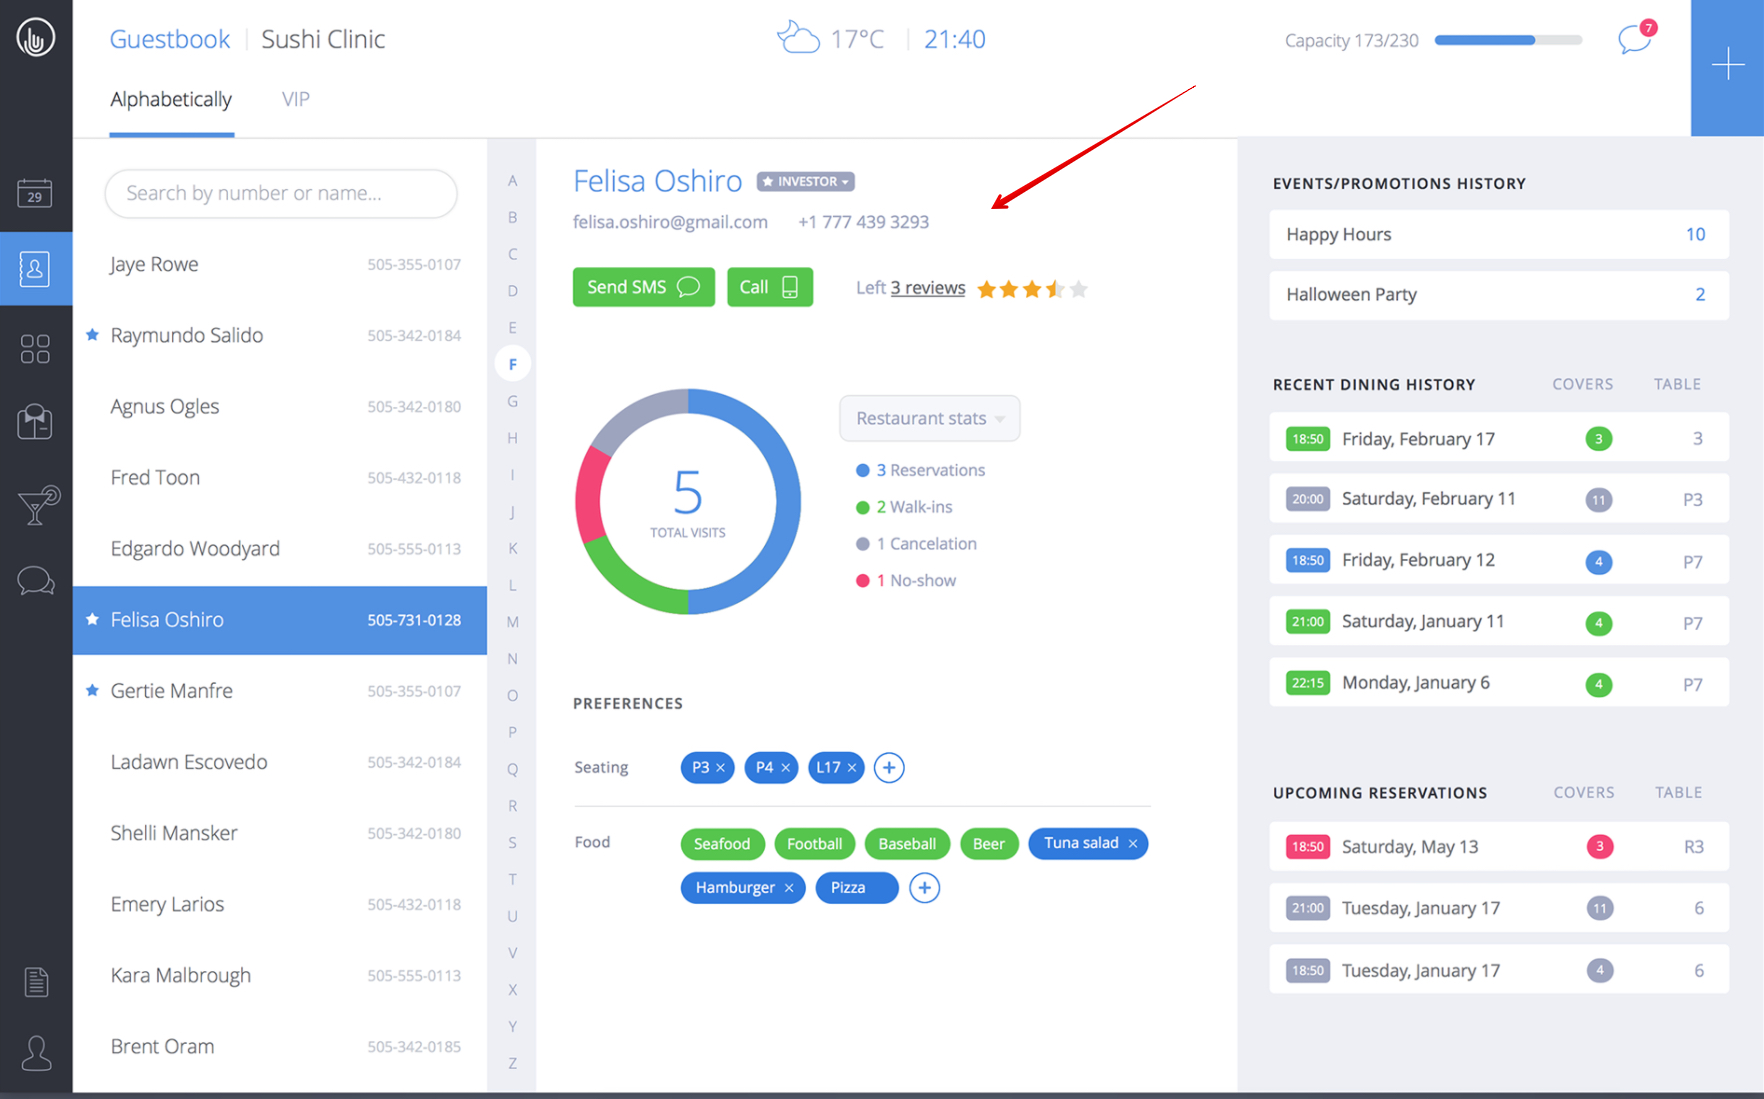 Guestbook Sushi Clinic
17°C 21:40
Capacity 173/230
7
Alphabetically VIP
29
Search by number or name...
Jaye Rowe 505-355-0107
Raymundo Salido 505-342-0184
Agnus Ogles 505-342-0180
Fred Toon 505-432-0118
Edgardo Woodyard 505-555-0113
Felisa Oshiro 505-731-0128
Gertie Manfre 505-355-0107
Ladawn Escovedo 505-342-0184
Shelli Mansker 505-342-0180
Emery Larios 505-432-0118
Kara Malbrough 505-555-0113
Brent Oram 505-342-0185
A
B
C
D
E
F
G
H
I
J
K
L
M
N
O
P
Q
R
S
T
U
V
X
Y
Z
Felisa Oshiro INVESTOR
felisa.oshiro@gmail.com +1 777 439 3293
Send SMS Call Left 3 reviews
5
TOTAL VISITS
Restaurant stats
3 Reservations
2 Walk-ins
1 Cancelation
1 No-show
PREFERENCES
Seating P3 × P4 × L17 × +
Food Seafood Football Baseball Beer Tuna salad ×
Hamburger × Pizza +
EVENTS/PROMOTIONS HISTORY
Happy Hours 10
Halloween Party 2
RECENT DINING HISTORY COVERS TABLE
18:50 Friday, February 17 3 3
20:00 Saturday, February 11 11 P3
18:50 Friday, February 12 4 P7
21:00 Saturday, January 11 4 P7
22:15 Monday, January 6 4 P7
UPCOMING RESERVATIONS COVERS TABLE
18:50 Saturday, May 13 3 R3
21:00 Tuesday, January 17 11 6
18:50 Tuesday, January 17 4 6